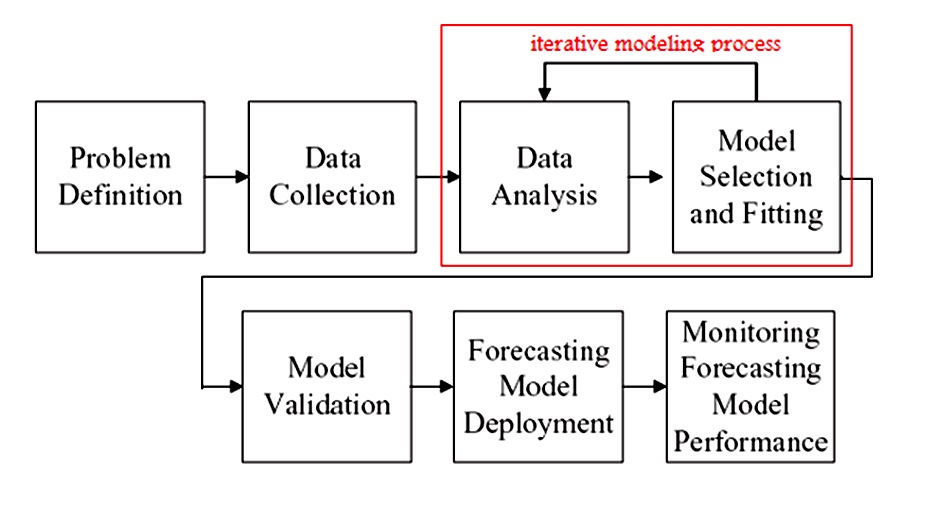 iterative modeling process
Problem
Definition
Data
Collection
Data
Analysis
Model
Selection
and Fitting
Model
Validation
Forecasting
Model
Deployment
Monitoring
Forecasting
Model
Performance